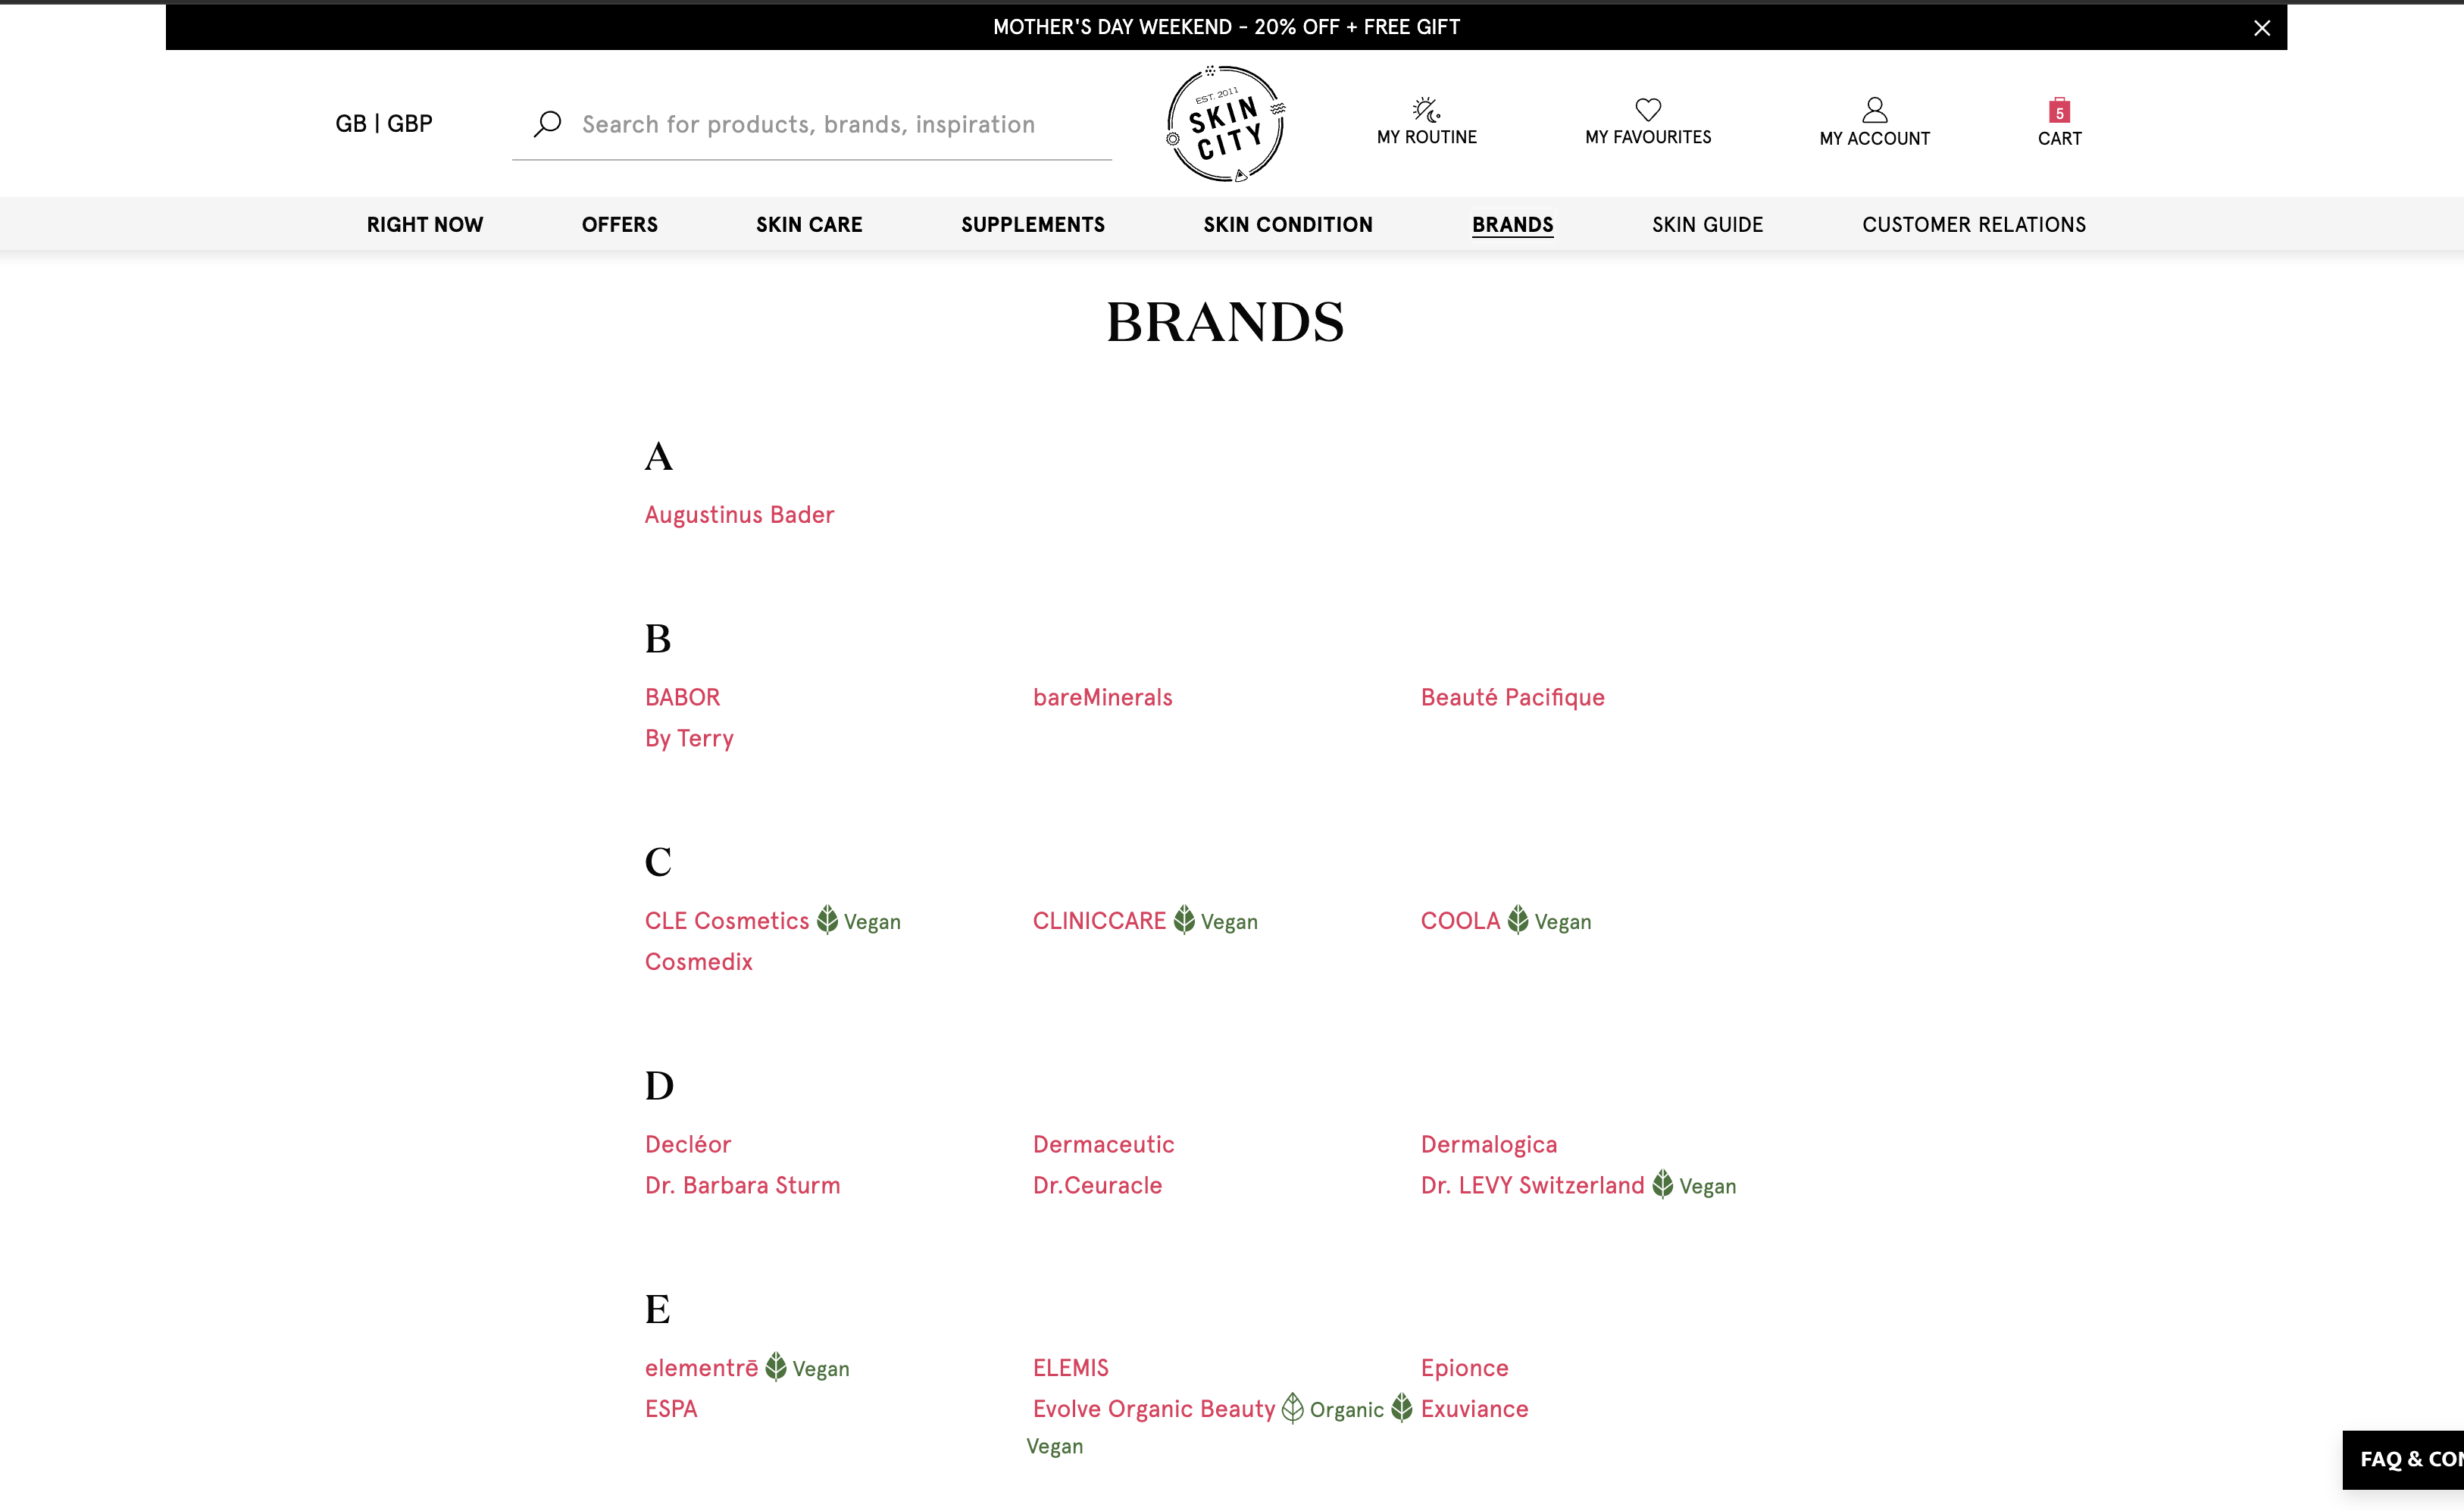 MOTHER'S DAY WEEKEND - 20% OFF + FREE GIFT
GB | GBP
Search for products, brands, inspiration
EST. 2011
SKIN
CITY
MY ROUTINE
MY FAVOURITES
MY ACCOUNT
5
CART
RIGHT NOW OFFERS SKIN CARE SUPPLEMENTS SKIN CONDITION BRANDS SKIN GUIDE CUSTOMER RELATIONS
BRANDS
A
Augustinus Bader
B
BABOR bareMinerals Beauté Pacifique
By Terry
C
CLE Cosmetics Vegan CLINICCARE Vegan COOLA Vegan
Cosmedix
D
Decléor Dermaceutic Dermalogica
Dr. Barbara Sturm Dr.Ceuracle Dr. LEVY Switzerland Vegan
E
elementrē Vegan ELEMIS Epionce
ESPA Evolve Organic Beauty Organic Exuviance
Vegan
FAQ & CON